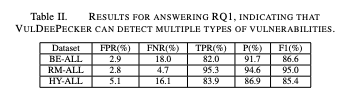 Table II. RESULTS FOR ANSWERING RQ1, INDICATING THAT
VULDEEPECKER CAN DETECT MULTIPLE TYPES OF VULNERABILITIES.
Dataset FPR(%) FNR(%) TPR(%) P(%) F1(%)
BE-ALL 2.9 18.0 82.0 91.7 86.6
RM-ALL 2.8 4.7 95.3 94.6 95.0
HY-ALL 5.1 16.1 83.9 86.9 85.4